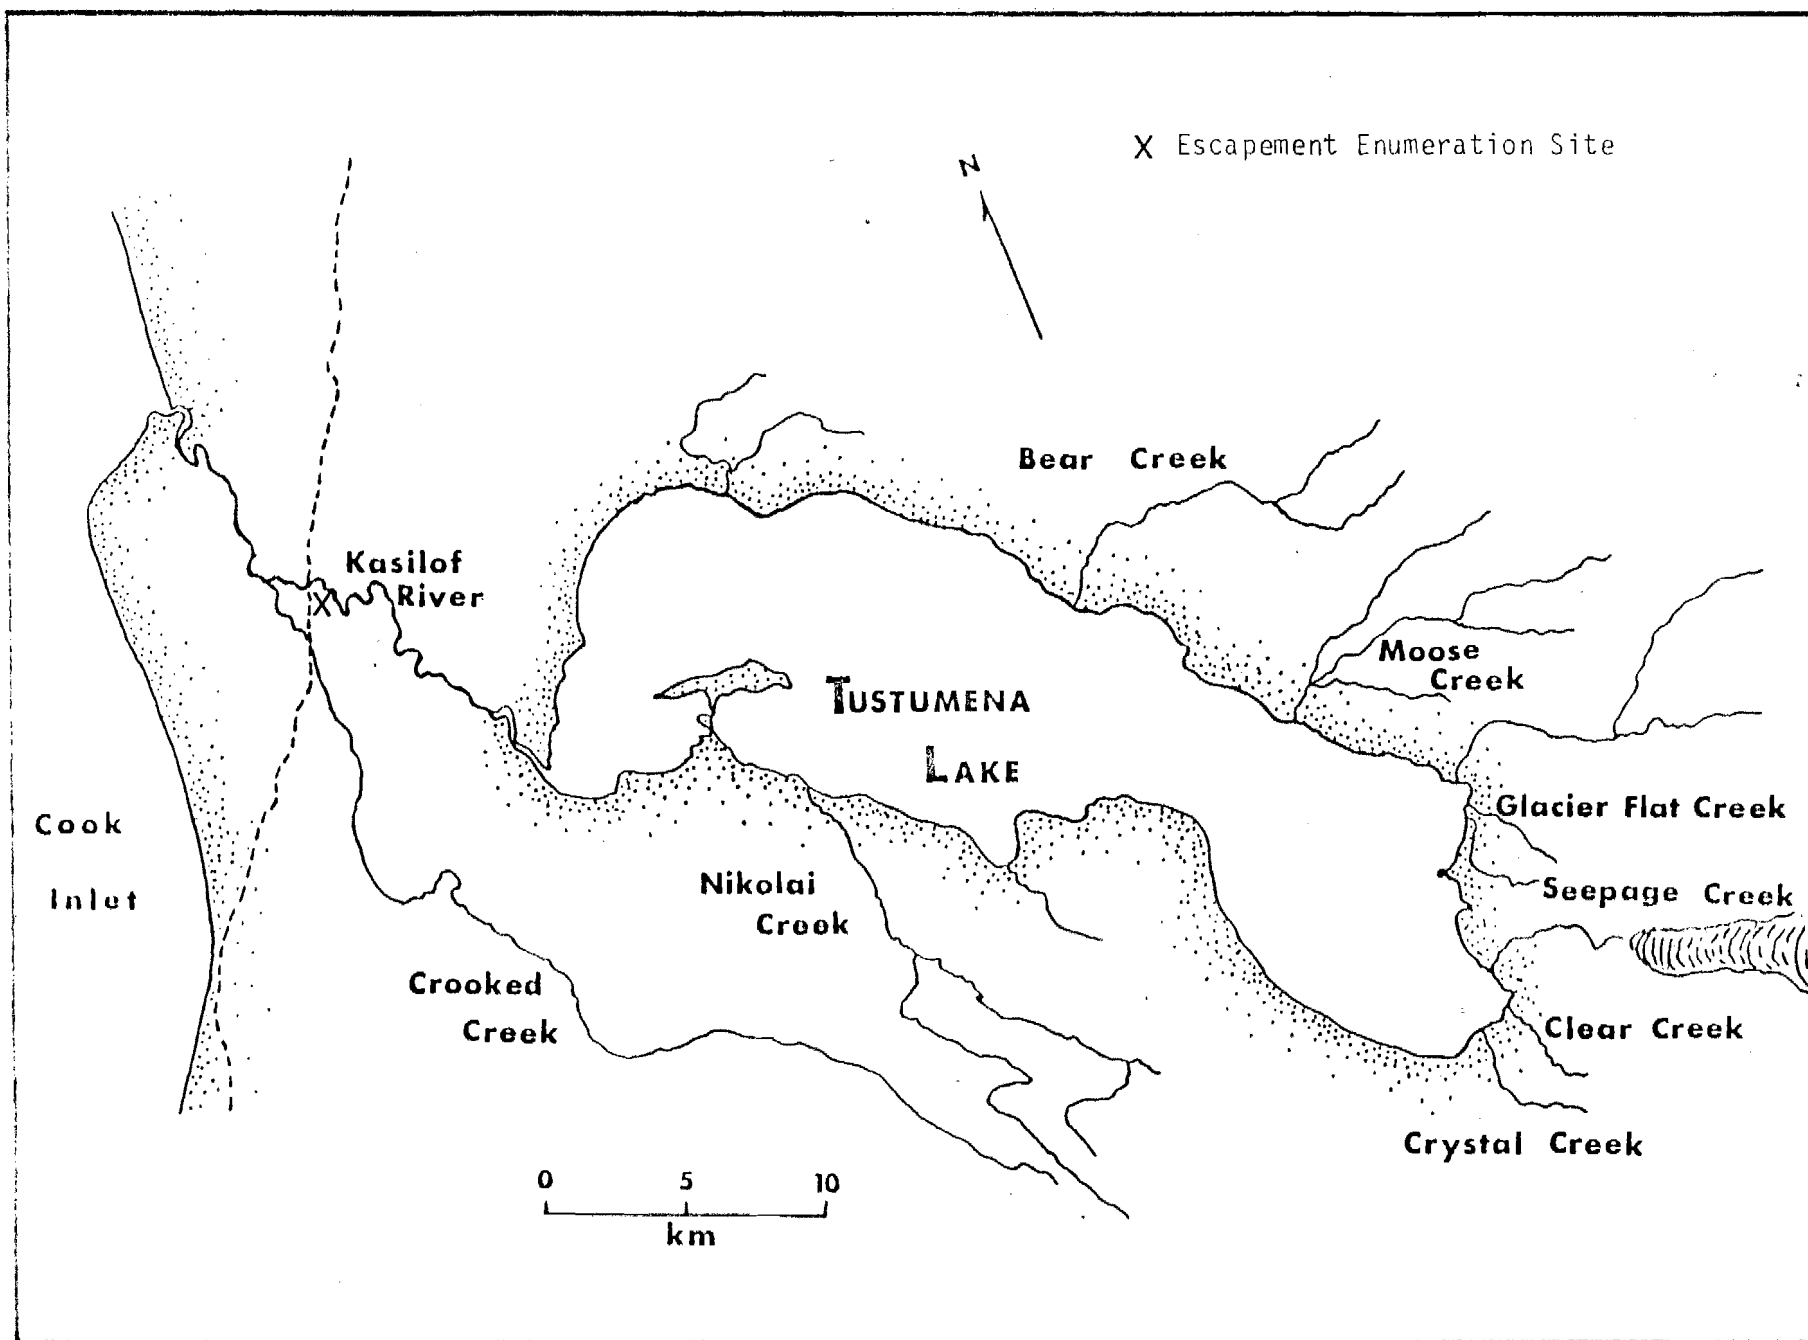 X Escapement Enumeration Site
N
Bear Creek
Kasilof
River
Moose
Creek
TUSTUMENA
LAKE
Glacier Flat Creek
Cook
Inlet
Nikolai
Creek
Seepage Creek
Crooked
Creek
Clear Creek
Crystal Creek
0 5 10
km
X